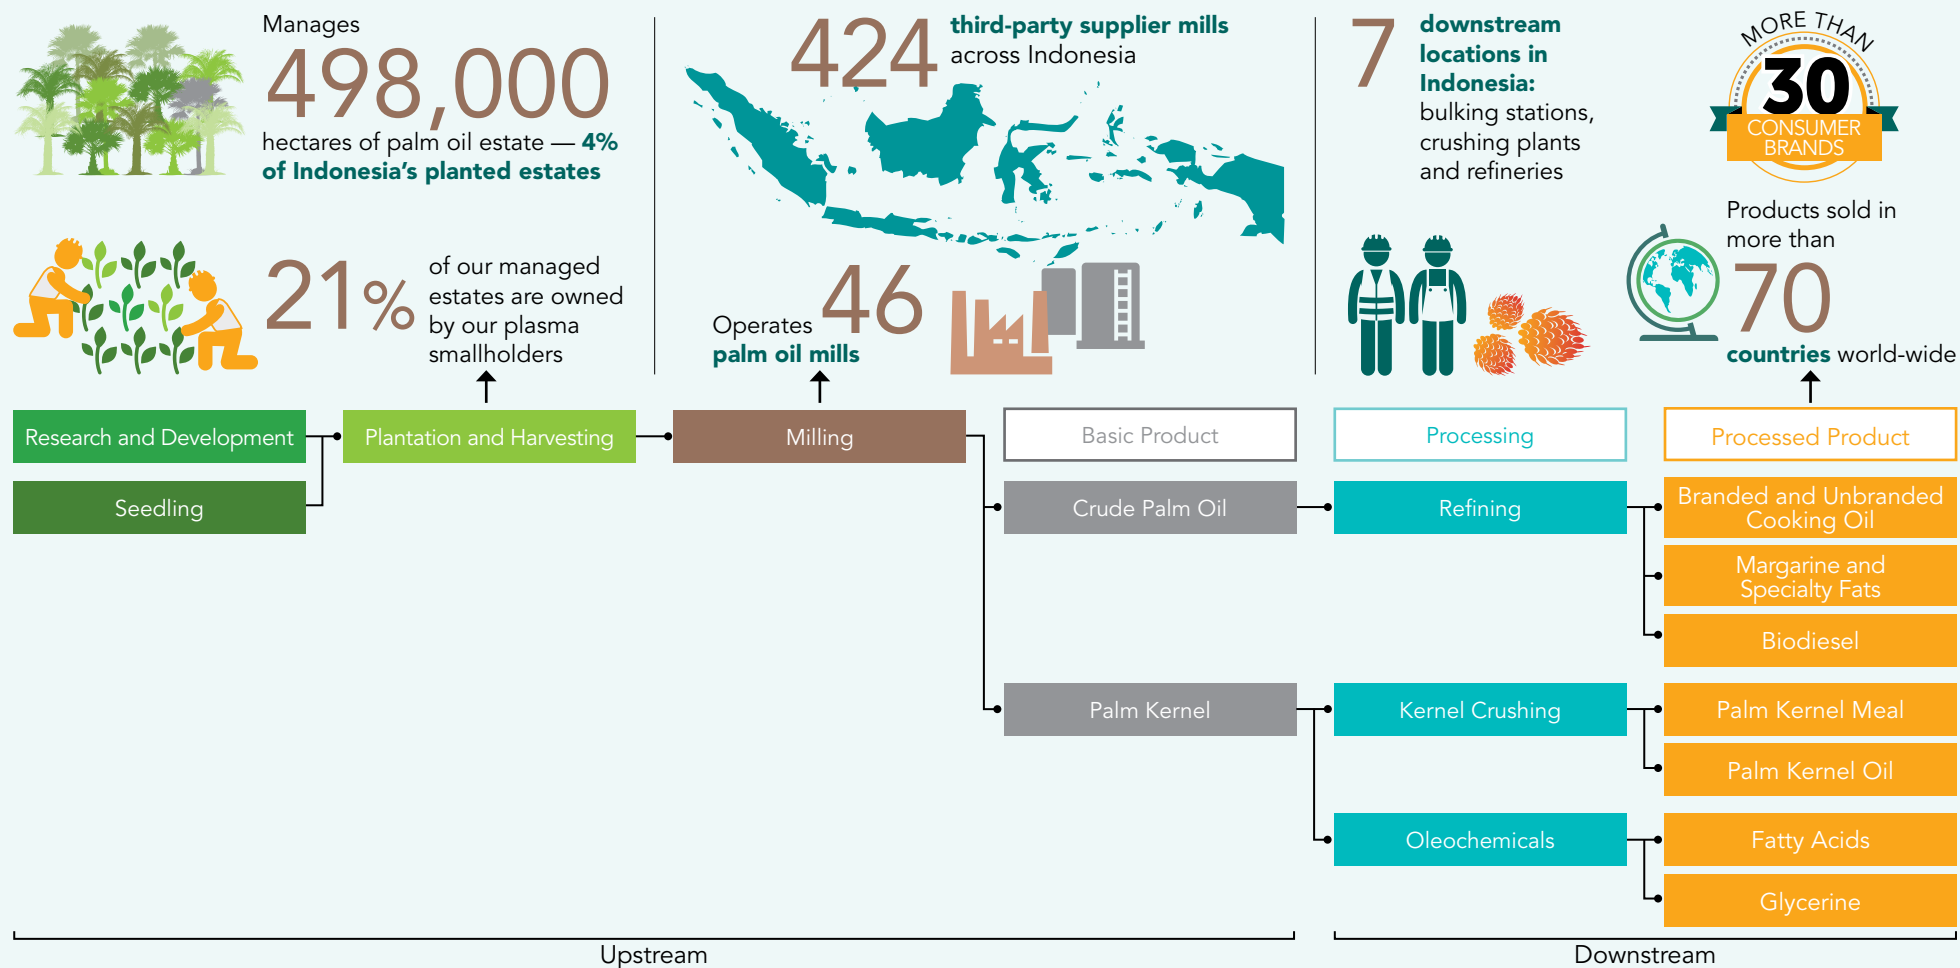 Manages
498,000
hectares of palm oil estate — 4%
of Indonesia's planted estates
21%
of our managed
estates are owned
by our plasma
smallholders
424
third-party supplier mills
across Indonesia
Operates 46
palm oil mills
7
downstream
locations in
Indonesia:
bulking stations,
crushing plants
and refineries
MORE THAN
30
CONSUMER
BRANDS
Products sold in
more than
70
countries world-wide
Research and Development
Seedling
Plantation and Harvesting
Milling
Basic Product
Crude Palm Oil
Palm Kernel
Processing
Refining
Kernel Crushing
Oleochemicals
Processed Product
Branded and Unbranded
Cooking Oil
Margarine and
Specialty Fats
Biodiesel
Palm Kernel Meal
Palm Kernel Oil
Fatty Acids
Glycerine
Upstream
Downstream